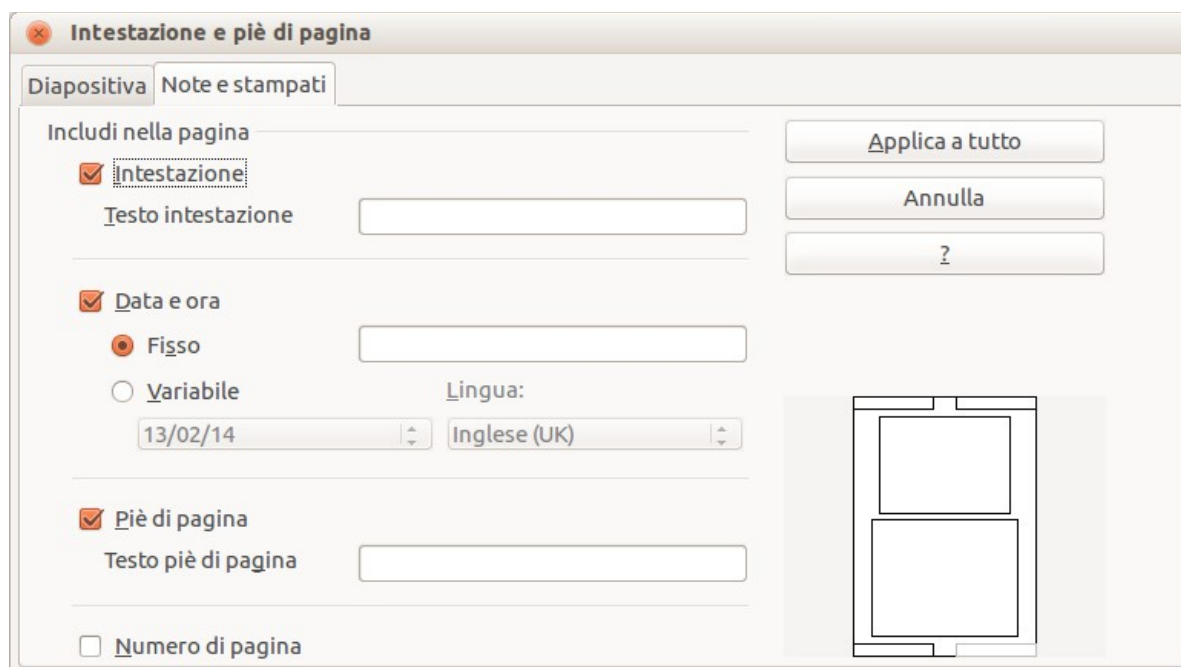 Intestazione e piè di pagina
Diapositiva Note e stampati
Includi nella pagina
Intestazione
Testo intestazione
Data e ora
Fisso
Variabile Lingua:
13/02/14 Inglese (UK)
Piè di pagina
Testo piè di pagina
Numero di pagina
Applica a tutto
Annulla
?